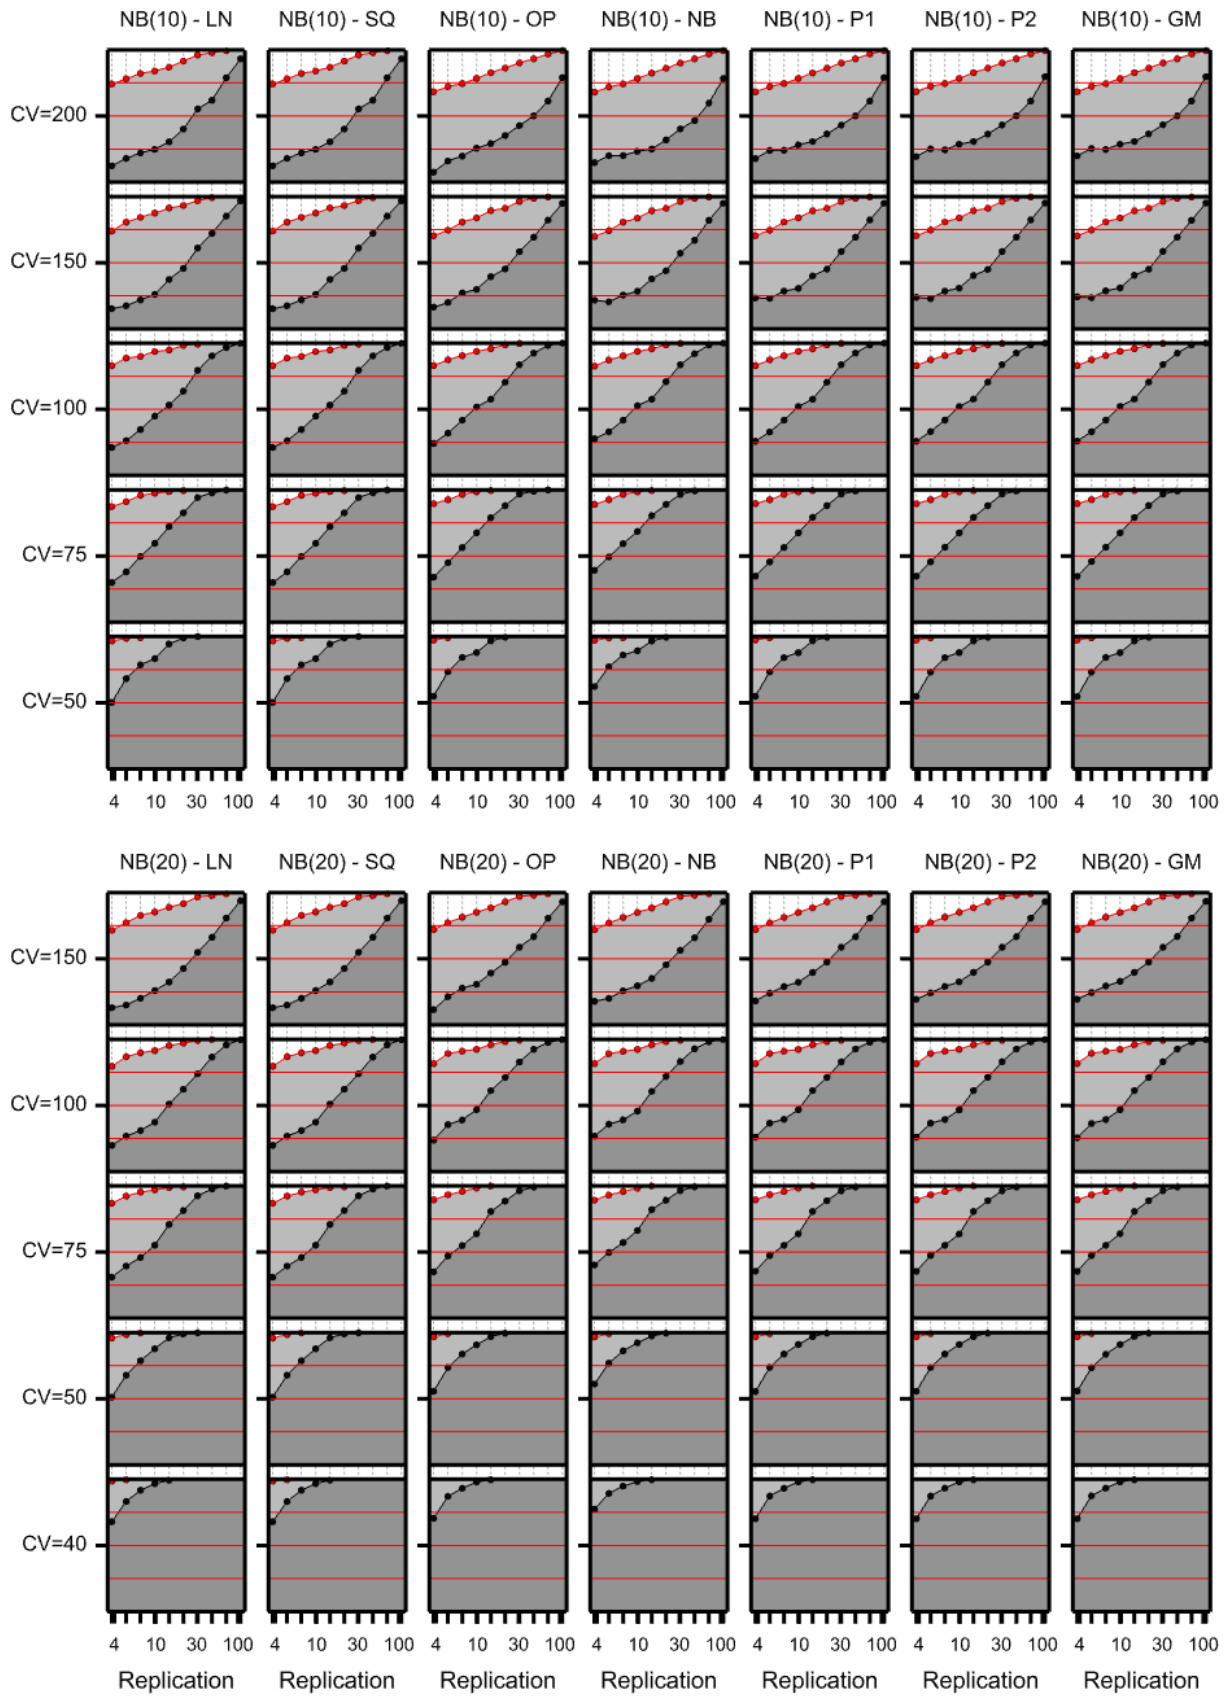 NB(10) - LN NB(10) - SQ NB(10) - OP NB(10) - NB NB(10) - P1 NB(10) - P2 NB(10) - GM
CV=200
CV=150
CV=100
CV=75
CV=50
4 10 30 100 4 10 30 100 4 10 30 100 4 10 30 100 4 10 30 100 4 10 30 100 4 10 30 100
NB(20) - LN NB(20) - SQ NB(20) - OP NB(20) - NB NB(20) - P1 NB(20) - P2 NB(20) - GM
CV=150
CV=100
CV=75
CV=50
CV=40
4 10 30 100 4 10 30 100 4 10 30 100 4 10 30 100 4 10 30 100 4 10 30 100 4 10 30 100
Replication Replication Replication Replication Replication Replication Replication